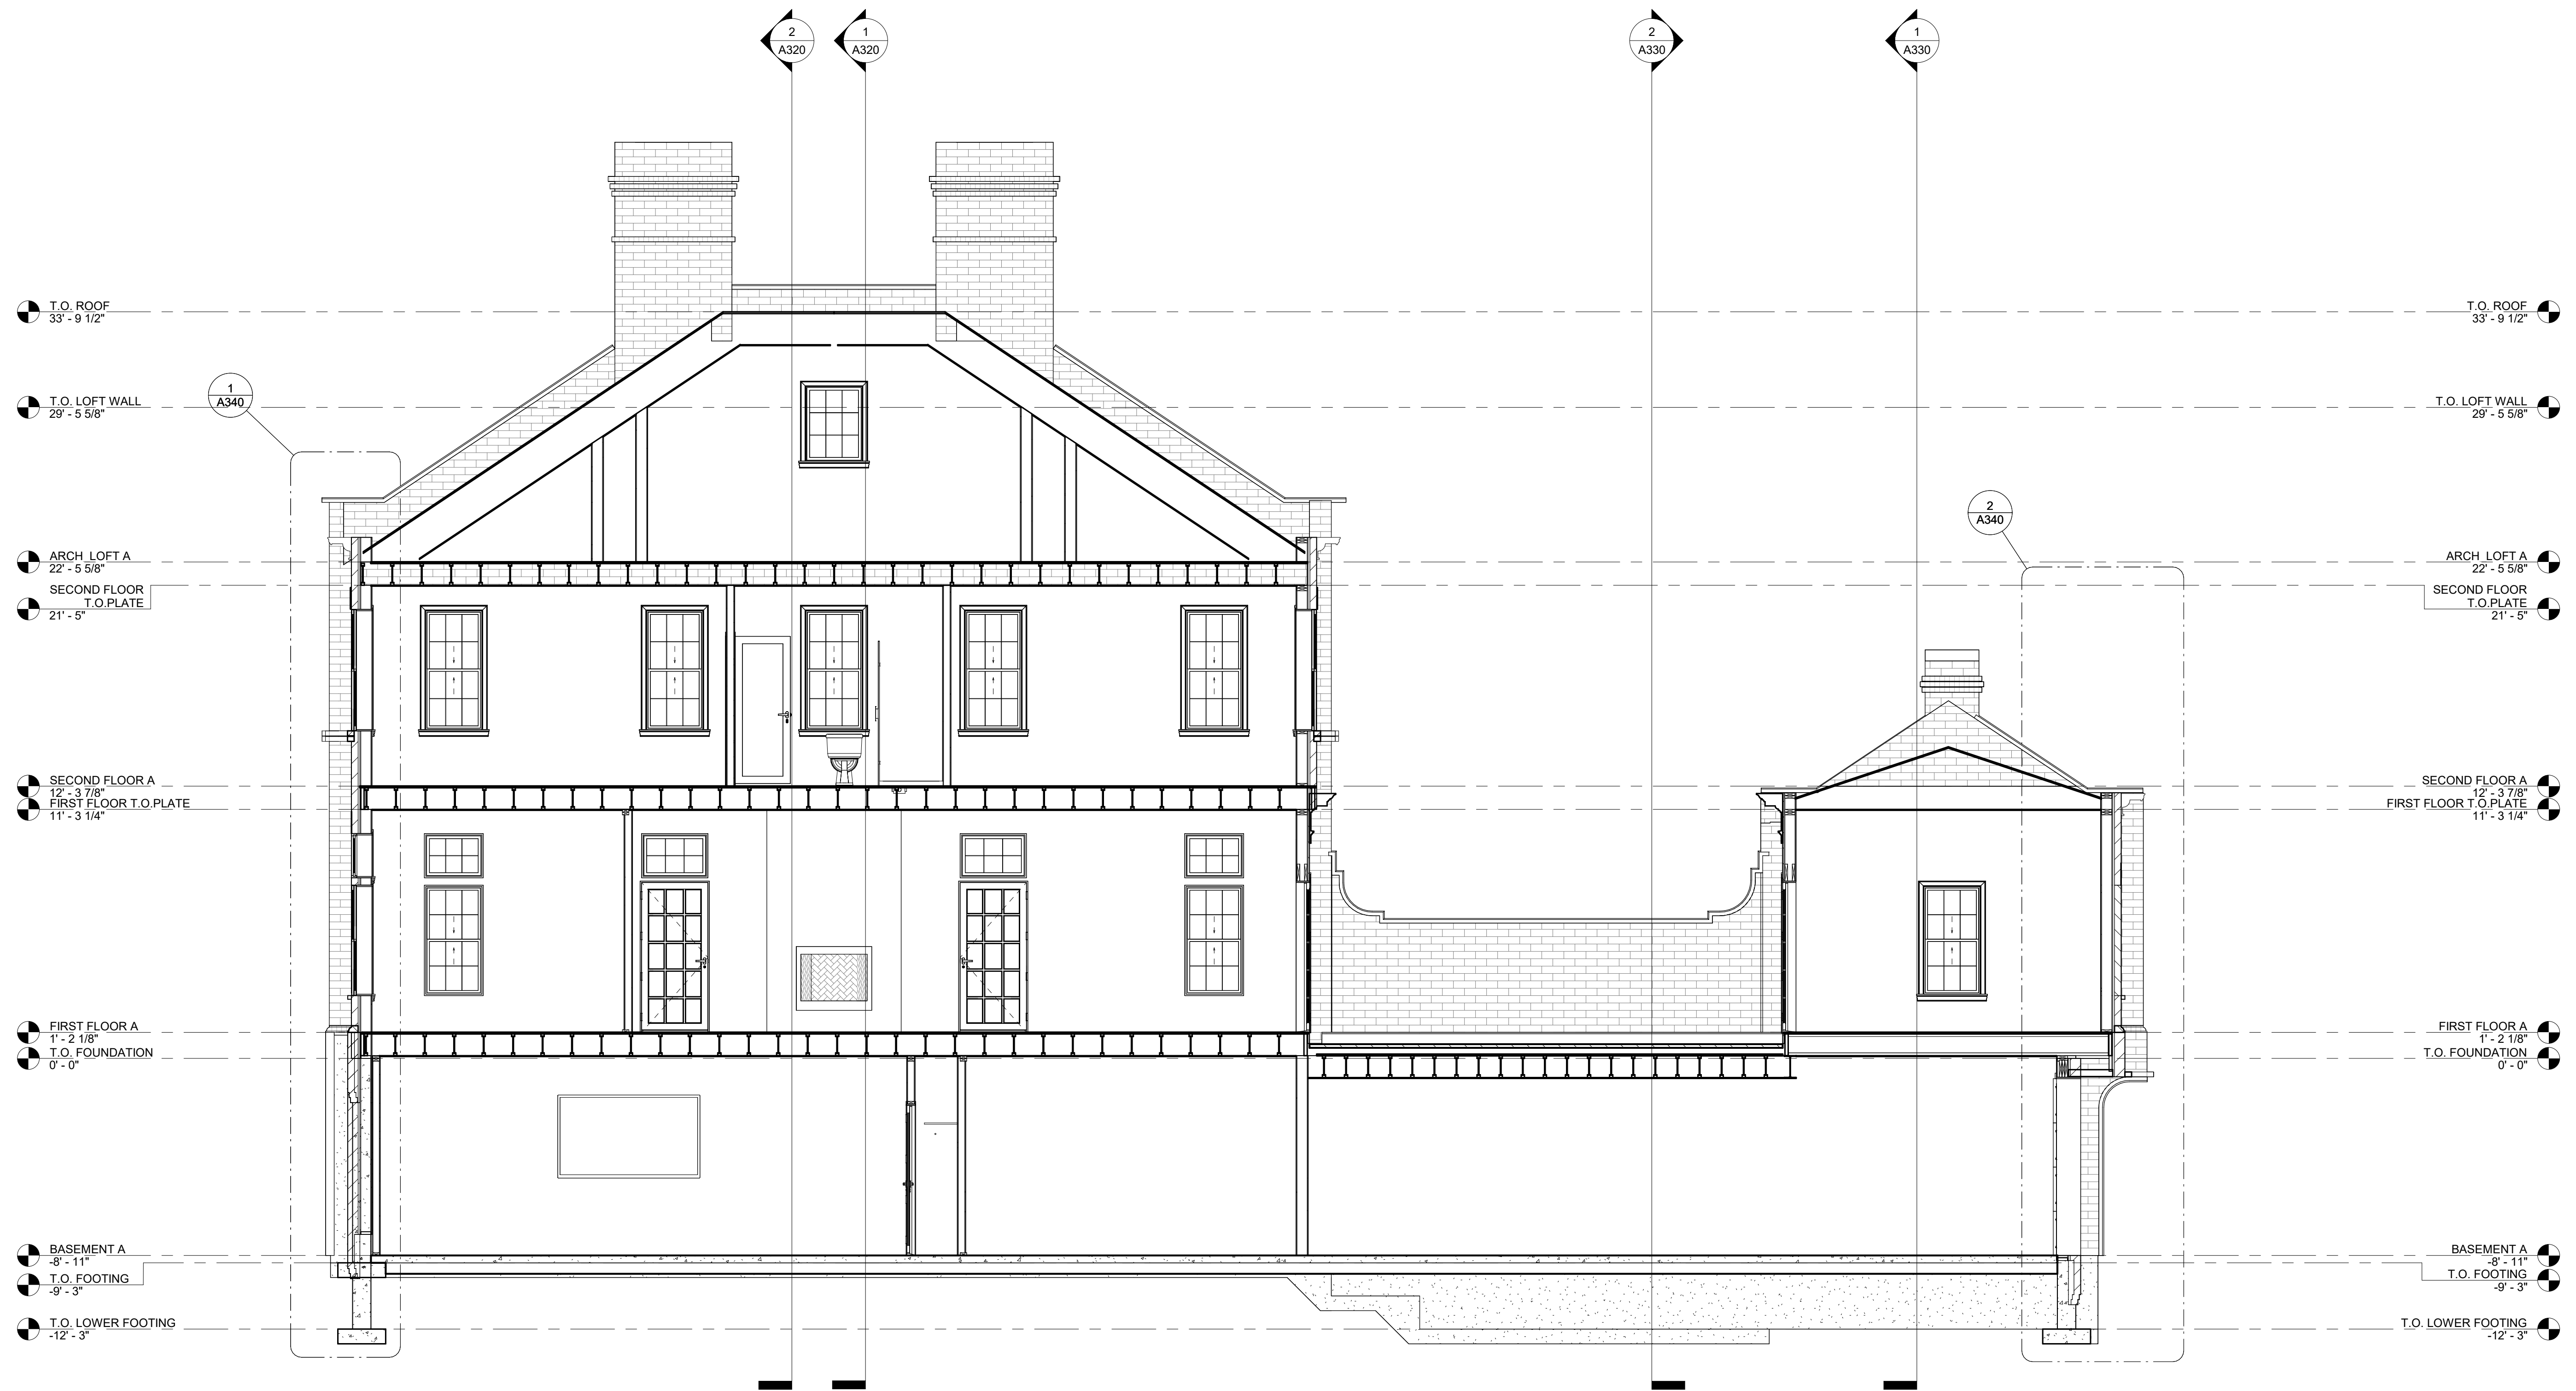 2
A320
1
A320
2
A330
1
A330
T.O. ROOF
33' - 9 1/2"
T.O. ROOF
33' - 9 1/2"
1
A340
T.O. LOFT WALL
29' - 5 5/8"
T.O. LOFT WALL
29' - 5 5/8"
2
A340
ARCH_LOFT A
22' - 5 5/8"
ARCH_LOFT A
22' - 5 5/8"
SECOND FLOOR
T.O.PLATE
21' - 5"
SECOND FLOOR
T.O.PLATE
21' - 5"
SECOND FLOOR A
12' - 3 7/8"
SECOND FLOOR A
12' - 3 7/8"
FIRST FLOOR T.O.PLATE
11' - 3 1/4"
FIRST FLOOR T.O.PLATE
11' - 3 1/4"
FIRST FLOOR A
1' - 2 1/8"
FIRST FLOOR A
1' - 2 1/8"
T.O. FOUNDATION
0' - 0"
T.O. FOUNDATION
0' - 0"
BASEMENT A
-8' - 11"
BASEMENT A
-8' - 11"
T.O. FOOTING
-9' - 3"
T.O. FOOTING
-9' - 3"
T.O. LOWER FOOTING
-12' - 3"
T.O. LOWER FOOTING
-12' - 3"